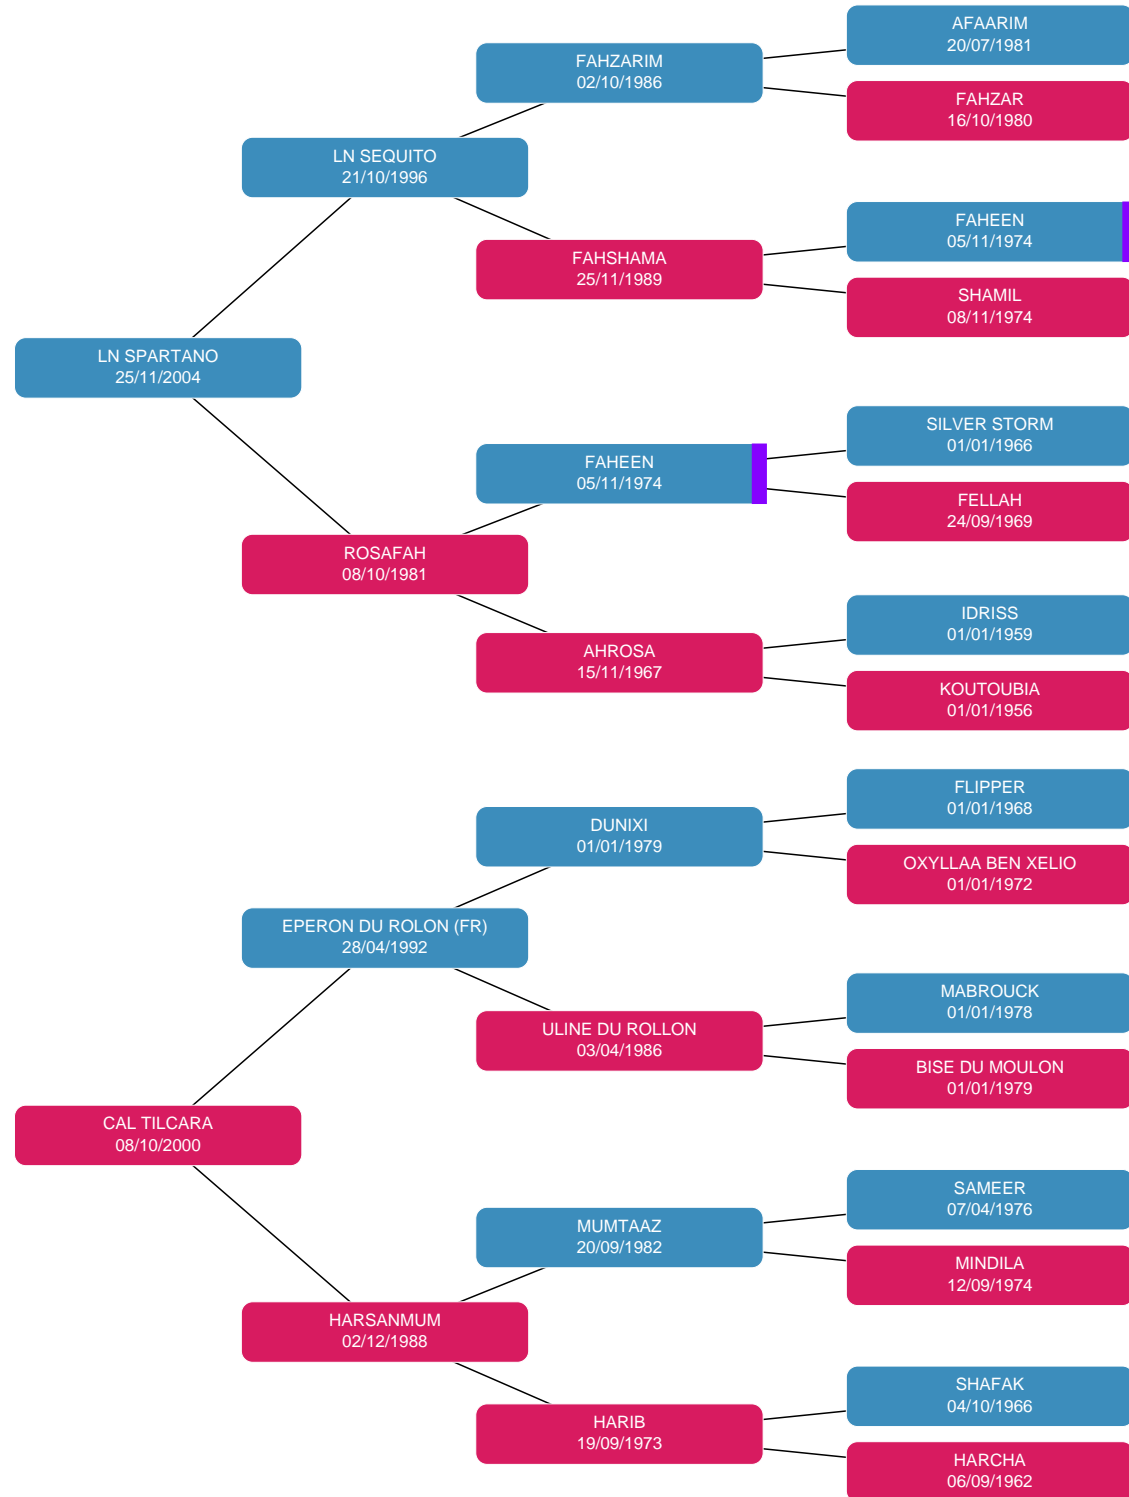 AFAARIM
20/07/1981
FAHZARIM
02/10/1986
FAHZAR
16/10/1980
LN SEQUITO
21/10/1996
FAHEEN
05/11/1974
FAHSHAMA
25/11/1989
SHAMIL
08/11/1974
LN SPARTANO
25/11/2004
SILVER STORM
01/01/1966
FAHEEN
05/11/1974
FELLAH
24/09/1969
ROSAFAH
08/10/1981
IDRISS
01/01/1959
AHROSA
15/11/1967
KOUTOUBIA
01/01/1956
FLIPPER
01/01/1968
DUNIXI
01/01/1979
OXYLLAA BEN XELIO
01/01/1972
EPERON DU ROLON (FR)
28/04/1992
MABROUCK
01/01/1978
ULINE DU ROLLON
03/04/1986
BISE DU MOULON
01/01/1979
CAL TILCARA
08/10/2000
SAMEER
07/04/1976
MUMTAAZ
20/09/1982
MINDILA
12/09/1974
HARSANMUM
02/12/1988
SHAFAK
04/10/1966
HARIB
19/09/1973
HARCHA
06/09/1962